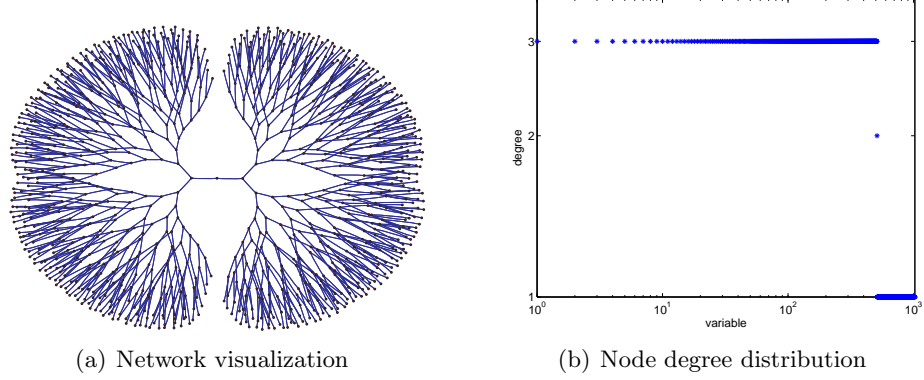 3
2
1
degree
10^0
10^1
10^2
10^3
variable
(a) Network visualization
(b) Node degree distribution